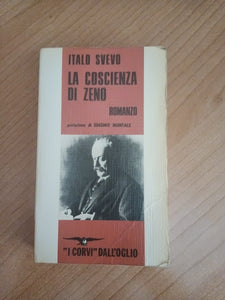 ITALO SVEVO
LA COSCIENZA
DI ZENO
ROMANZO
prefazione di EUGENIO MONTALE
"I CORVI" DALL'OGLIO